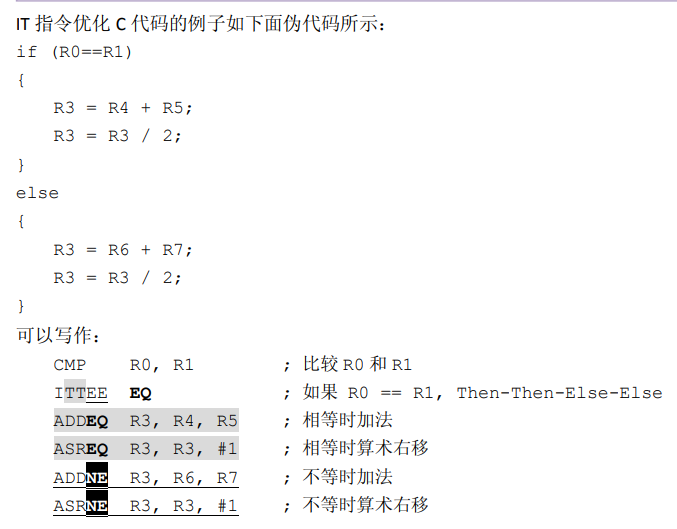 IT 指令优化 C 代码的例子如下面伪代码所示：
if (R0==R1)
{
R3 = R4 + R5;
R3 = R3 / 2;
}
else
{
R3 = R6 + R7;
R3 = R3 / 2;
}
可以写作：
CMP R0, R1 ; 比较 R0 和 R1
ITTEE EQ ; 如果 R0 == R1, Then-Then-Else-Else
ADDEQ R3, R4, R5 ; 相等时加法
ASREQ R3, R3, #1 ; 相等时算术右移
ADDNE R3, R6, R7 ; 不等时加法
ASRNE R3, R3, #1 ; 不等时算术右移